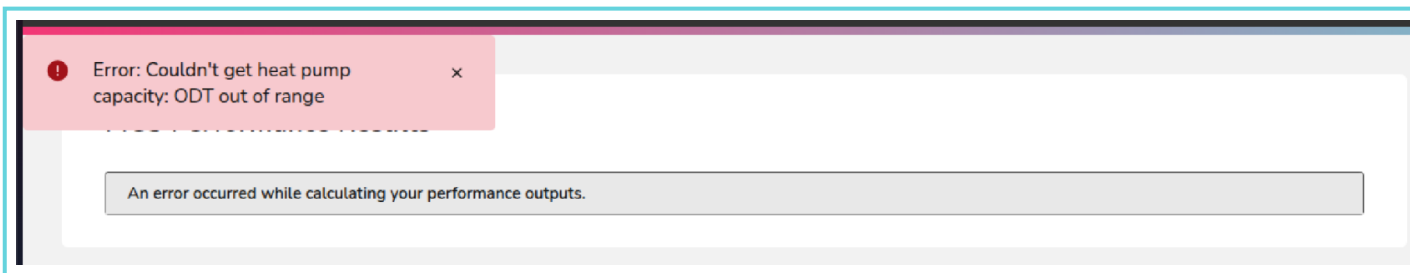 Error: Couldn't get heat pump
capacity: ODT out of range
An error occurred while calculating your performance outputs.